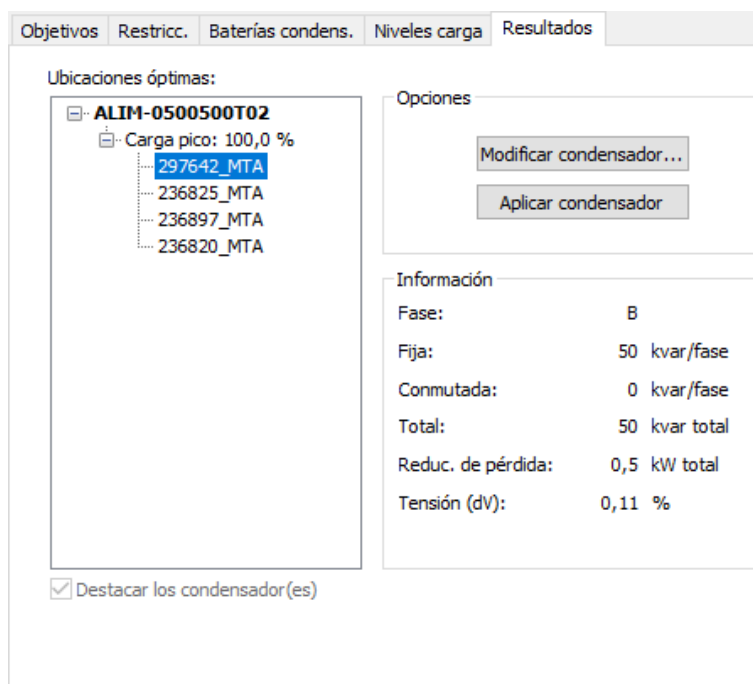 Objetivos Restricc. Baterías condens. Niveles carga Resultados
Ubicaciones óptimas:
ALIM-0500500T02
Carga pico: 100,0 %
297642_MTA
236825_MTA
236897_MTA
236820_MTA
Destacar los condensador(es)
Opciones
Modificar condensador...
Aplicar condensador
Información
Fase: B
Fija: 50 kvar/fase
Conmutada: 0 kvar/fase
Total: 50 kvar total
Reduc. de pérdida: 0,5 kW total
Tensión (dV): 0,11 %